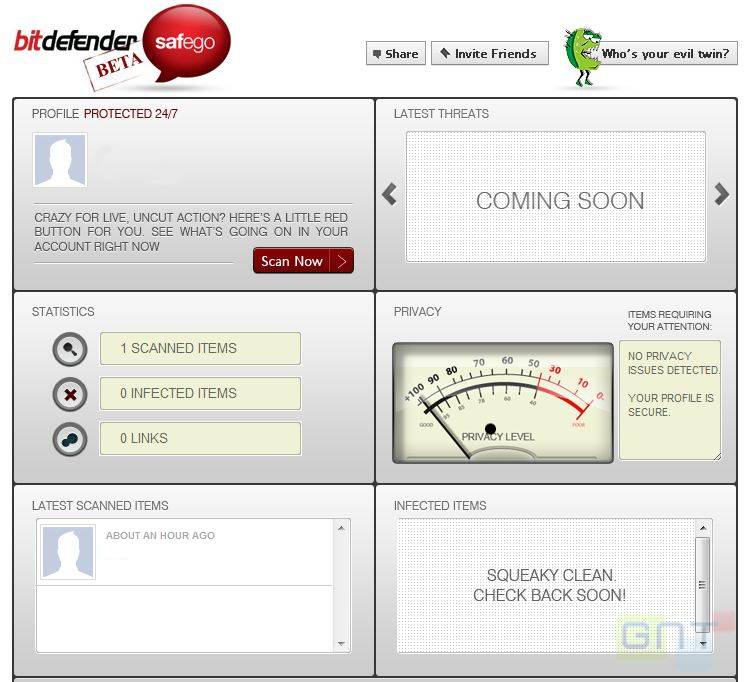 bitdefender
BETA
safego
Share
Invite Friends
Who's your evil twin?
PROFILE PROTECTED 24/7
CRAZY FOR LIVE, UNCUT ACTION? HERE'S A LITTLE RED
BUTTON FOR YOU. SEE WHAT'S GOING ON IN YOUR
ACCOUNT RIGHT NOW
Scan Now
LATEST THREATS
COMING SOON
STATISTICS
1 SCANNED ITEMS
0 INFECTED ITEMS
0 LINKS
PRIVACY
+100 90 80 70 60 50 30 10 0-
GOOD
POOR
PRIVACY LEVEL
ITEMS REQUIRING
YOUR ATTENTION:
NO PRIVACY
ISSUES DETECTED.
YOUR PROFILE IS
SECURE.
LATEST SCANNED ITEMS
ABOUT AN HOUR AGO
INFECTED ITEMS
SQUEAKY CLEAN.
CHECK BACK SOON!
GNT